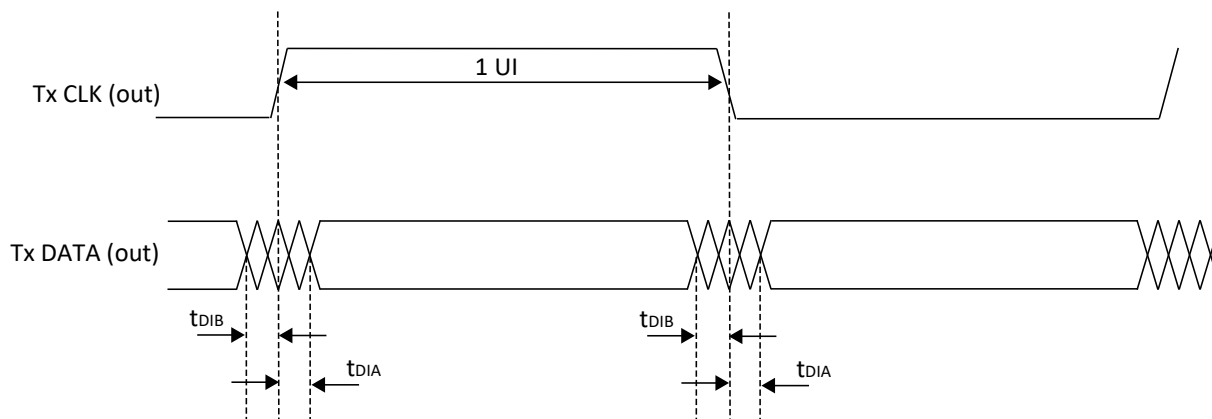 1 UI
Tx CLK (out)
Tx DATA (out)
tDIB
tDIB
tDIA
tDIA